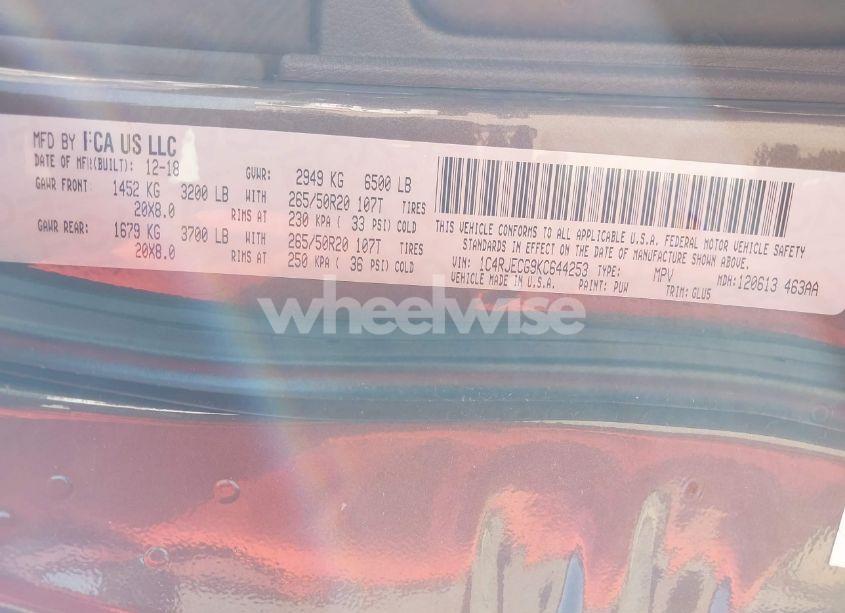 MFD BY FCA US LLC
DATE OF MFR(BUILT): 12-18 GVWR: 2949 KG 6500 LB
GAWR FRONT: 1452 KG 3200 LB WITH 265/50R20 107T TIRES
20X8.0 RIMS AT 230 KPA ( 33 PSI) COLD
GAWR REAR: 1679 KG 3700 LB WITH 265/50R20 107T TIRES
20X8.0 RIMS AT 250 KPA ( 36 PSI) COLD
THIS VEHICLE CONFORMS TO ALL APPLICABLE U.S.A. FEDERAL MOTOR VEHICLE SAFETY
STANDARDS IN EFFECT ON THE DATE OF MANUFACTURE SHOWN ABOVE.
VIN: 1C4RJECG9KC644253 TYPE: MPV MDH:120613 463AA
VEHICLE MADE IN U.S.A. PAINT: PUW TRIM: GLU5
wheelwise